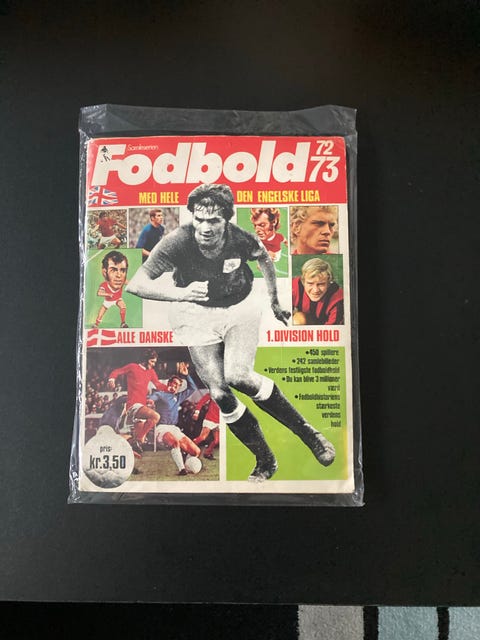 Samleserien
Fodbold 72
73
MED HELE DEN ENGELSKE LIGA
ALLE DANSKE 1. DIVISION HOLD
• 450 spillere
• 242 samlebilleder
• Verdens festligste fodboldhold
• Du kan blive 3 millioner
værd
• Fodboldhistoriens
stærkeste
verdens
hold
pris:
kr. 3,50